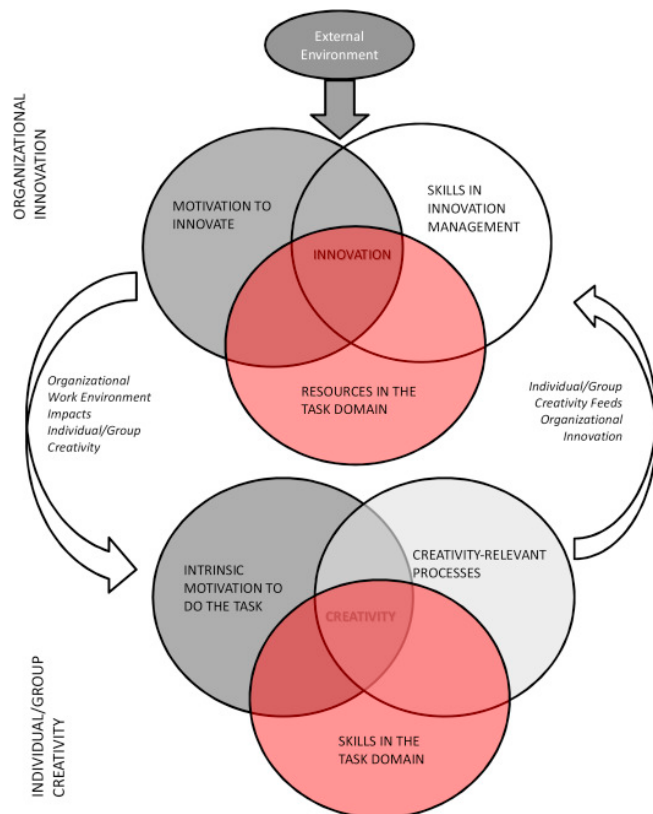 External
Environment
ORGANIZATIONAL
INNOVATION
MOTIVATION TO
INNOVATE
SKILLS IN
INNOVATION
MANAGEMENT
INNOVATION
RESOURCES IN THE
TASK DOMAIN
Organizational
Work Environment
Impacts
Individual/Group
Creativity
Individual/Group
Creativity Feeds
Organizational
Innovation
INTRINSIC
MOTIVATION TO
DO THE TASK
CREATIVITY-RELEVANT
PROCESSES
CREATIVITY
SKILLS IN THE
TASK DOMAIN
INDIVIDUAL/GROUP
CREATIVITY